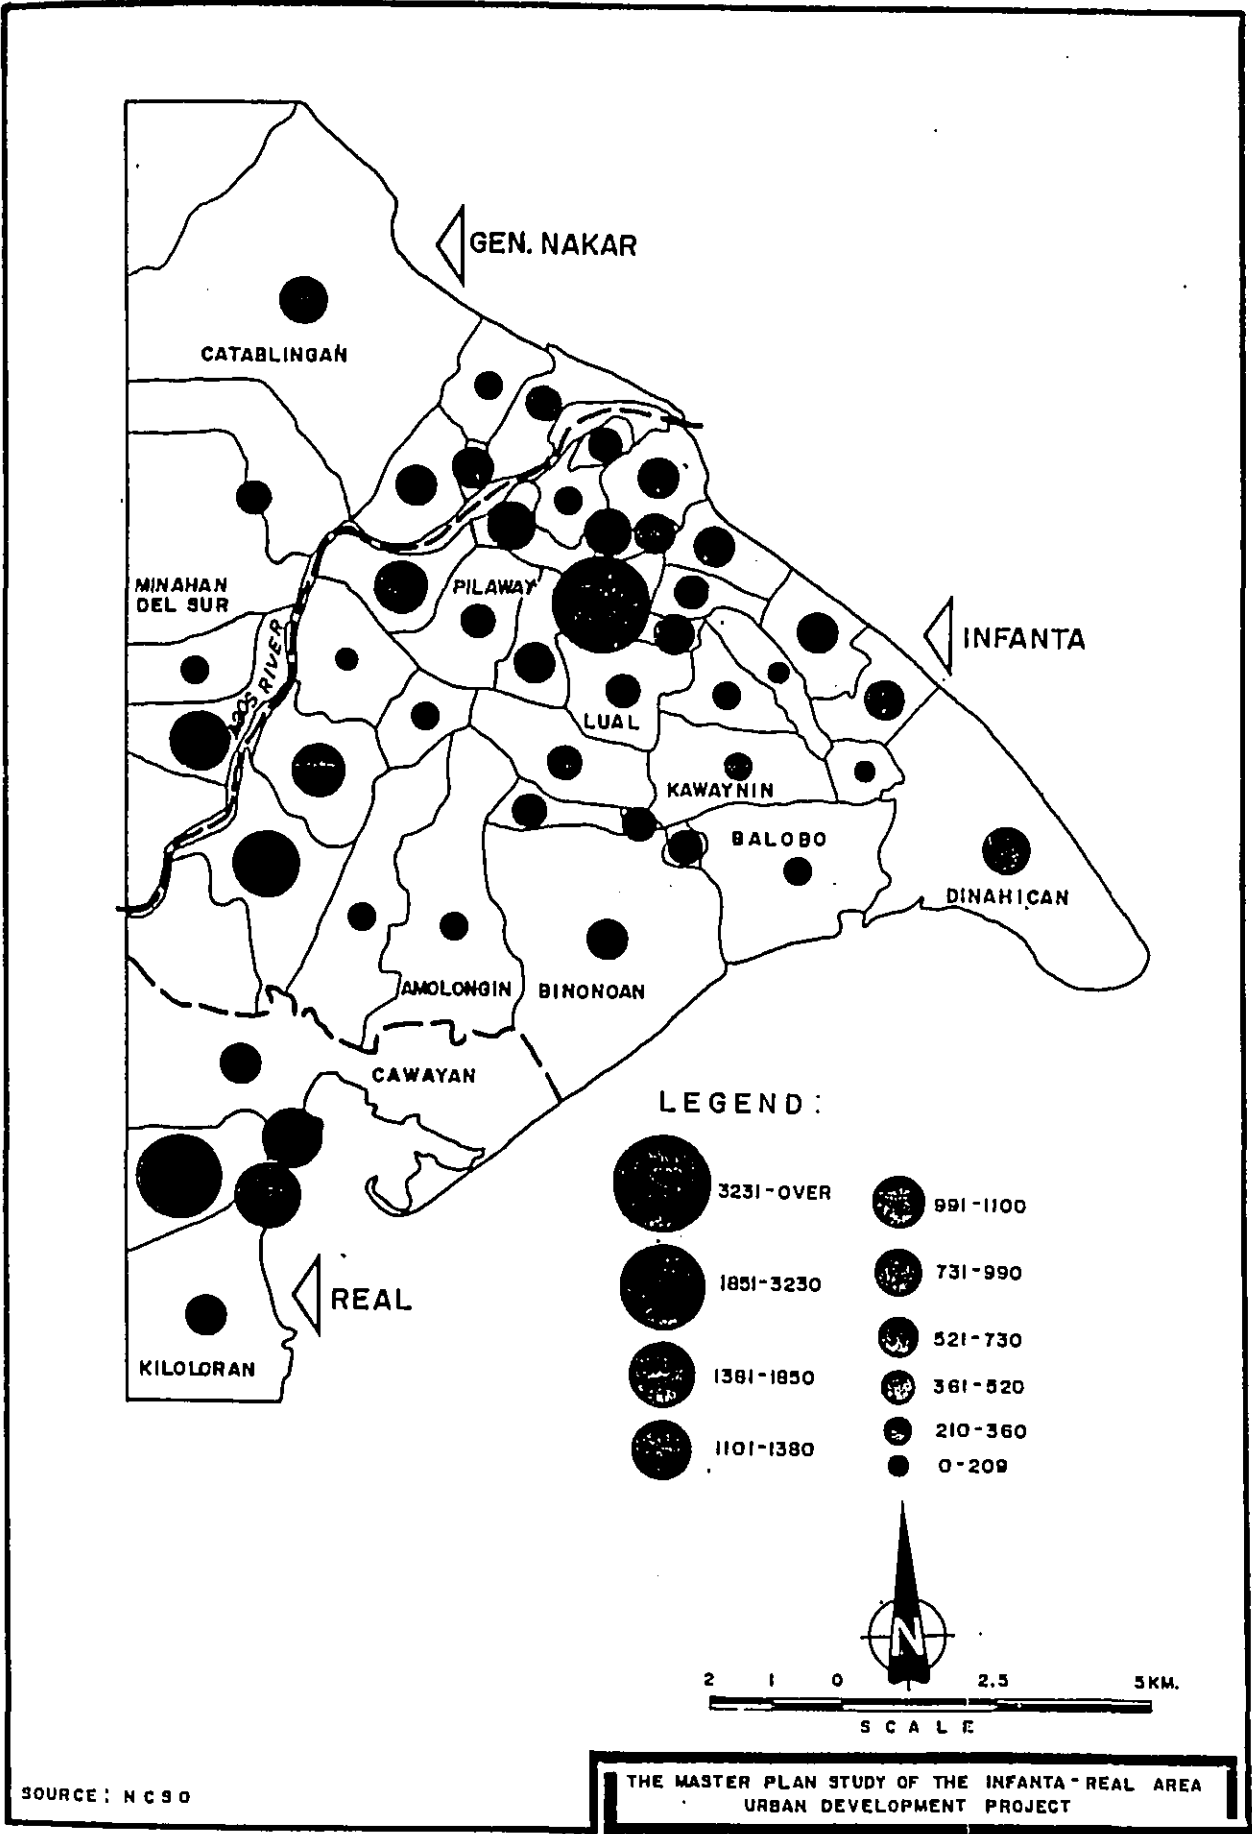 GEN. NAKAR
CATABLINGAN
MINAHAN
DEL SUR
PILAWAY
AGOS RIVER
INFANTA
LUAL
KAWAYNIN
BALOBO
DINAHICAN
AMOLONGIN
BINONOAN
CAWAYAN
LEGEND:
3231-OVER
991-1100
1851-3230
731-990
521-730
1381-1850
361-520
210-360
1101-1380
0-209
REAL
KILOLORAN
N
2 1 0 2.5 5 KM.
SCALE
SOURCE: NCSO
THE MASTER PLAN STUDY OF THE INFANTA-REAL AREA
URBAN DEVELOPMENT PROJECT